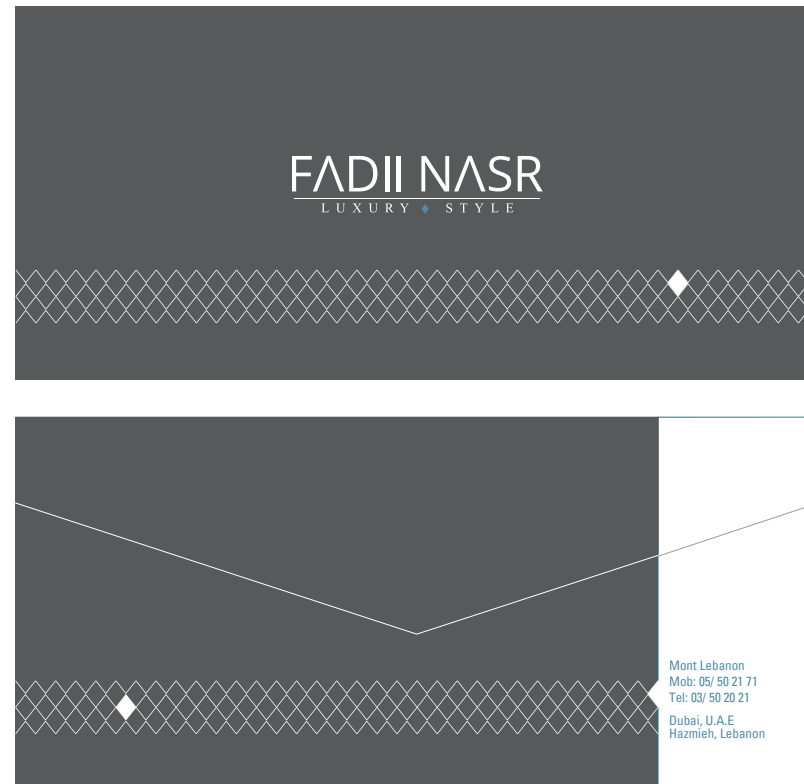 FADII NASR
LUXURY ♦ STYLE
Mont Lebanon
Mob: 05/ 50 21 71
Tel: 03/ 50 20 21
Dubai, U.A.E
Hazmieh, Lebanon